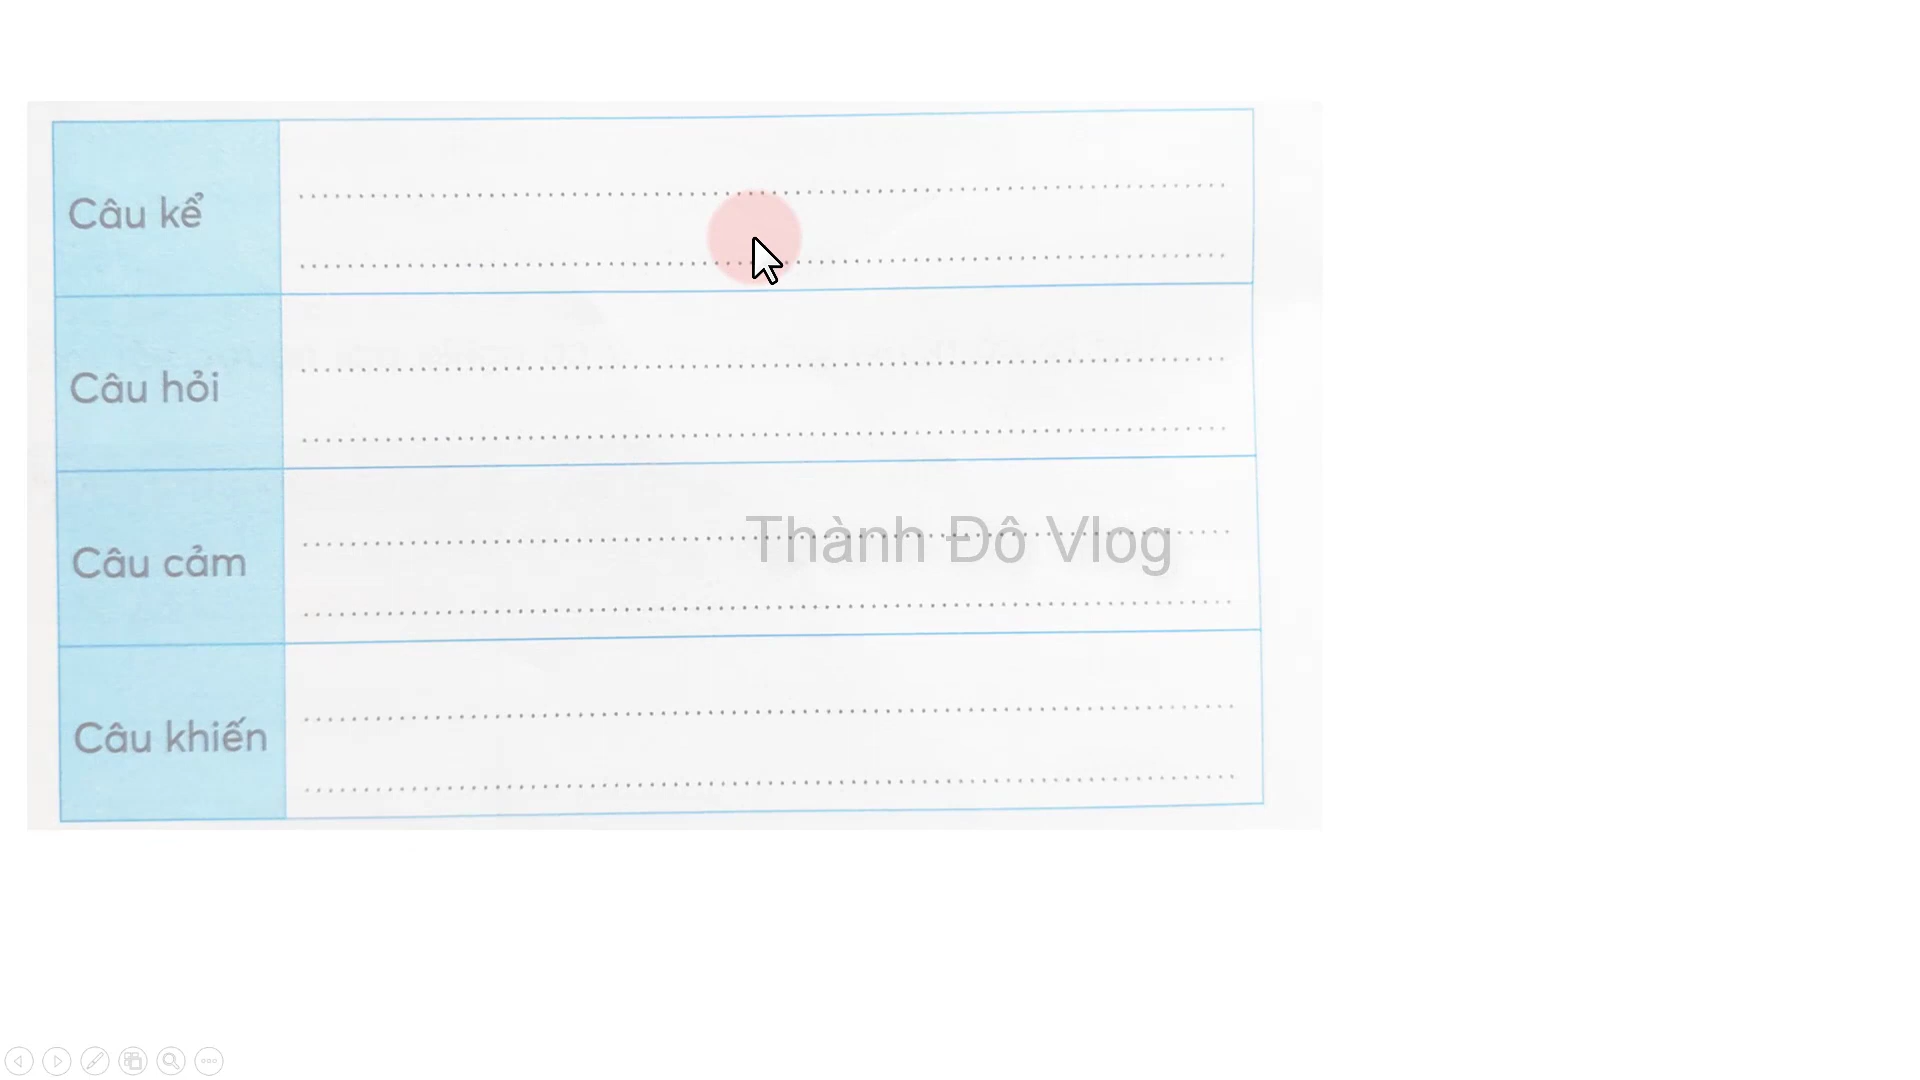 Câu kể
Câu hỏi
Câu cảm
Thành Đô Vlog
Câu khiến